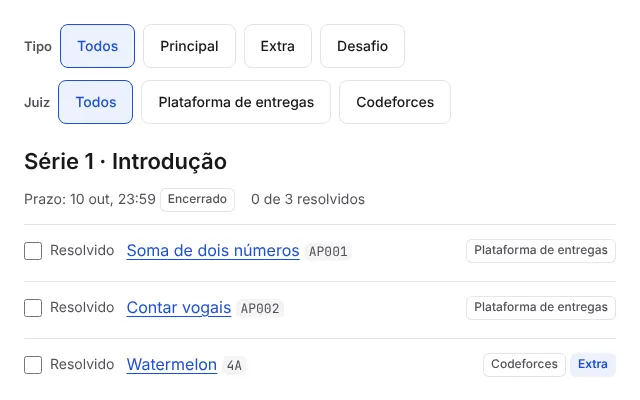 Tipo Todos Principal Extra Desafio
Juiz Todos Plataforma de entregas Codeforces
Série 1 · Introdução
Prazo: 10 out, 23:59 Encerrado 0 de 3 resolvidos
Resolvido Soma de dois números AP001 Plataforma de entregas
Resolvido Contar vogais AP002 Plataforma de entregas
Resolvido Watermelon 4A Codeforces Extra